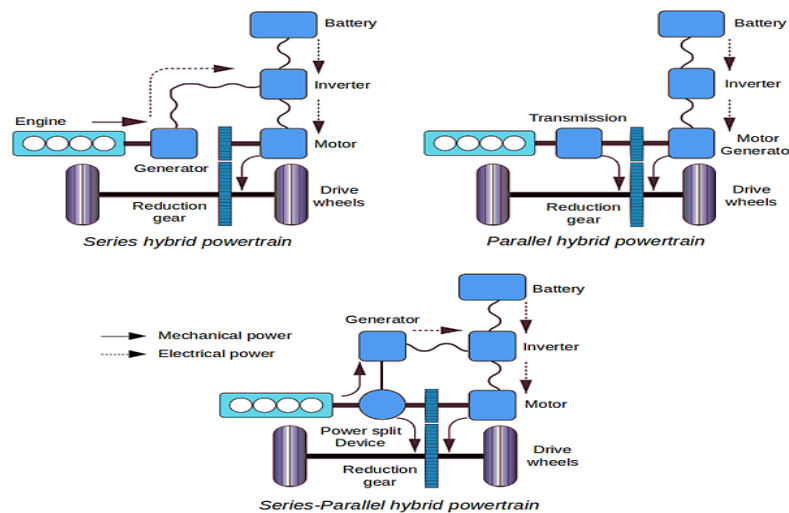 Battery
Inverter
Engine
Motor
Generator
Drive
wheels
Reduction
gear
Series hybrid powertrain
Battery
Inverter
Transmission
Motor
Generator
Drive
wheels
Reduction
gear
Parallel hybrid powertrain
Mechanical power
Electrical power
Battery
Generator
Inverter
Motor
Power split
Device
Drive
wheels
Reduction
gear
Series-Parallel hybrid powertrain